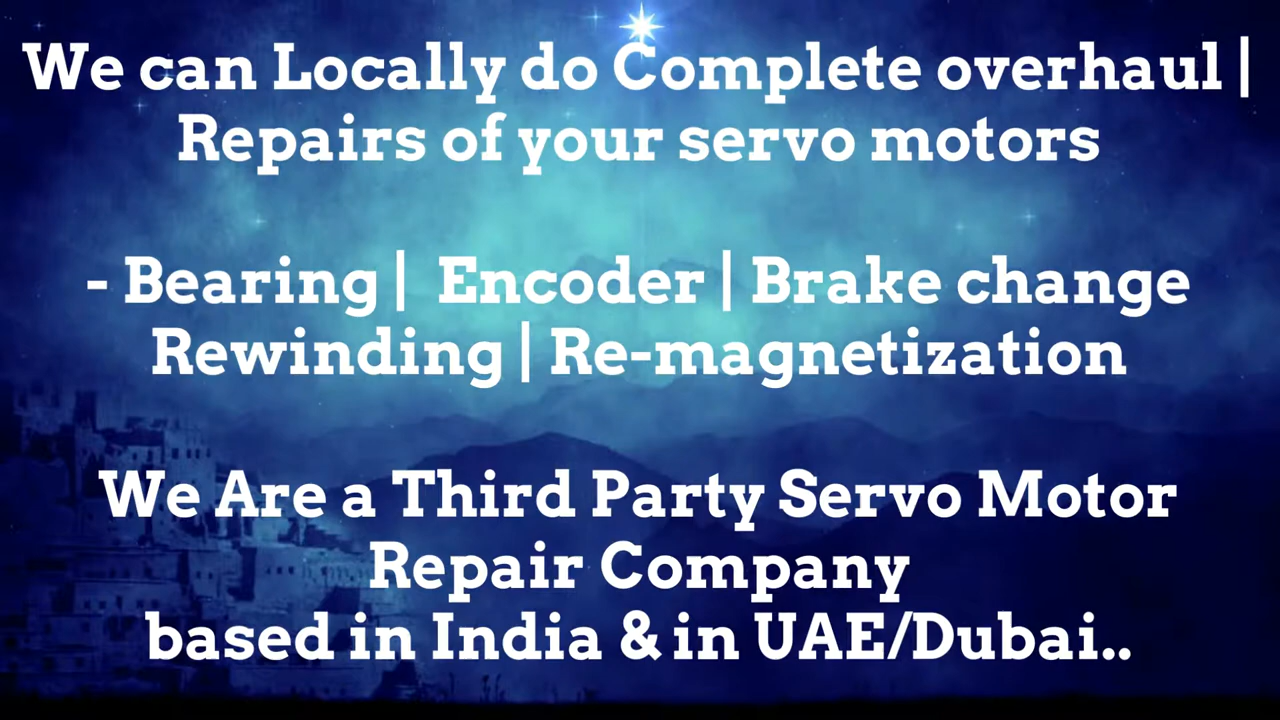 We can Locally do Complete overhaul |
Repairs of your servo motors
- Bearing | Encoder | Brake change
Rewinding | Re-magnetization
We Are a Third Party Servo Motor
Repair Company
based in India & in UAE/Dubai..